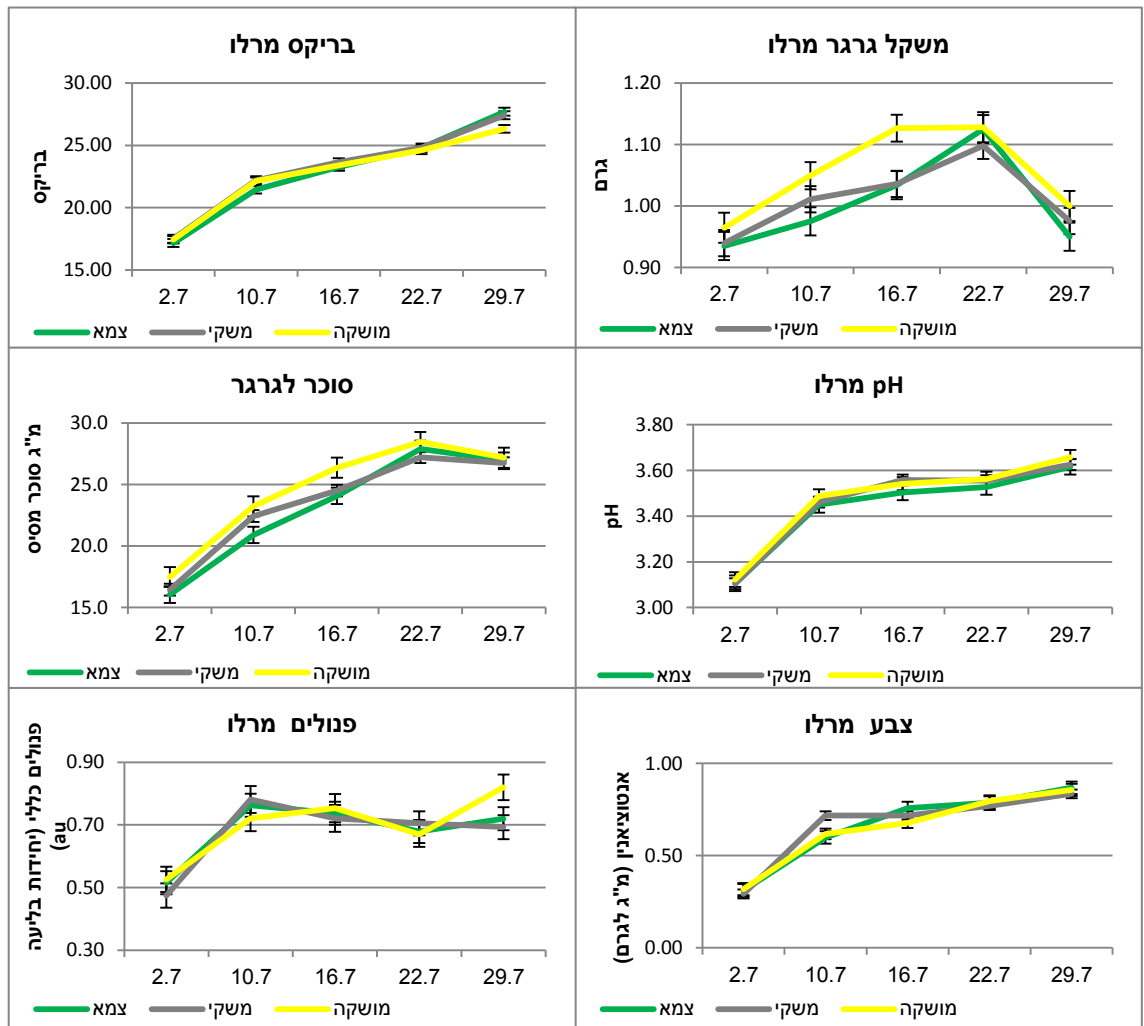 בריקס מרלו
30.00
25.00
20.00
15.00
בריקס
2.7 10.7 16.7 22.7 29.7
צמא משקי מושקה
משקל גרגר מרלו
1.20
1.10
1.00
0.90
גרם
2.7 10.7 16.7 22.7 29.7
צמא משקי מושקה
סוכר לגרגר
30.0
25.0
20.0
15.0
מ"ג סוכר מסיס
2.7 10.7 16.7 22.7 29.7
צמא משקי מושקה
pH מרלו
3.80
3.60
3.40
3.20
3.00
pH
2.7 10.7 16.7 22.7 29.7
צמא משקי מושקה
פנולים מרלו
0.90
0.70
0.50
0.30
פנולים כללי (יחידות בליעה
(au
2.7 10.7 16.7 22.7 29.7
צמא משקי מושקה
צבע מרלו
1.00
0.50
0.00
אנטוציאנין (מ"ג לגרם)
2.7 10.7 16.7 22.7 29.7
צמא משקי מושקה